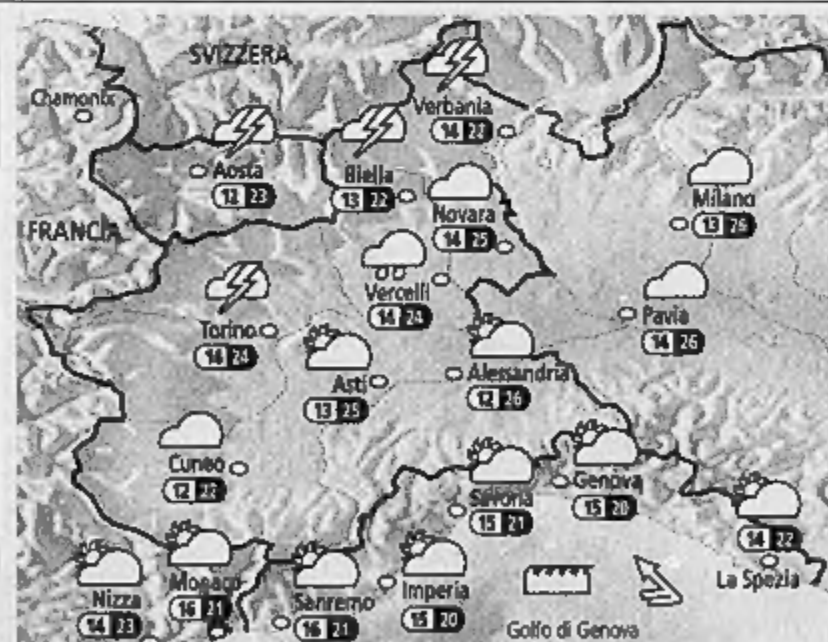 SVIZZERA
Chamonix
Verbania
14
Aosta
12 23
Biella
13 22
Novara
14 25
Milano
13 26
FRANCIA
Vercelli
14 24
Pavia
14 26
Torino
14 24
Asti
13 25
Alessandria
12 26
Cuneo
12 22
Savona
15 21
Genova
15 20
14 22
La Spezia
Nizza
14 23
Monaco
16 21
Sanremo
16 21
Imperia
15 20
Golfo di Genova